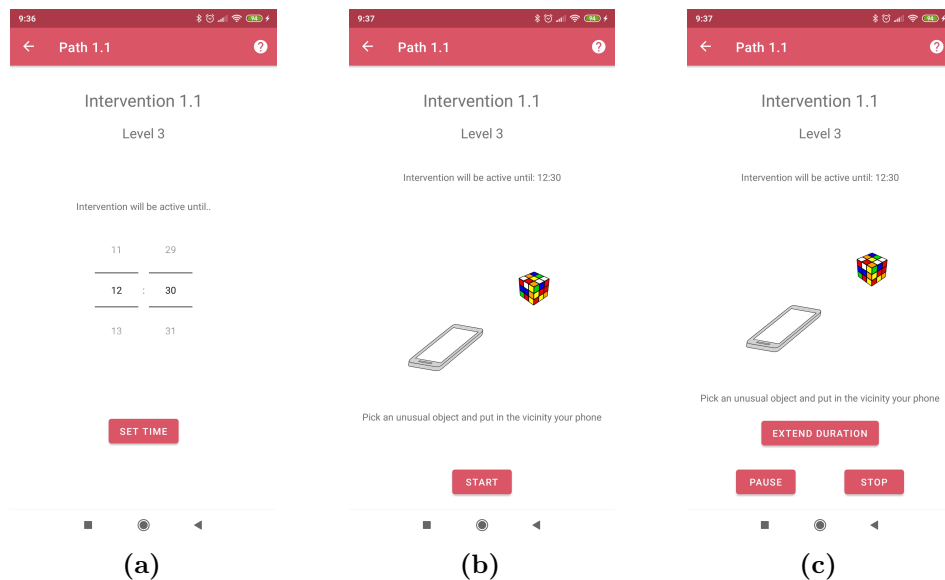 9:36
94
Path 1.1
?
Intervention 1.1
Level 3
Intervention will be active until..
11 29
12 : 30
13 31
SET TIME
(a)
9:37
94
Path 1.1
?
Intervention 1.1
Level 3
Intervention will be active until: 12:30
Pick an unusual object and put in the vicinity your phone
START
(b)
9:37
94
Path 1.1
?
Intervention 1.1
Level 3
Intervention will be active until: 12:30
Pick an unusual object and put in the vicinity your phone
EXTEND DURATION
PAUSE STOP
(c)